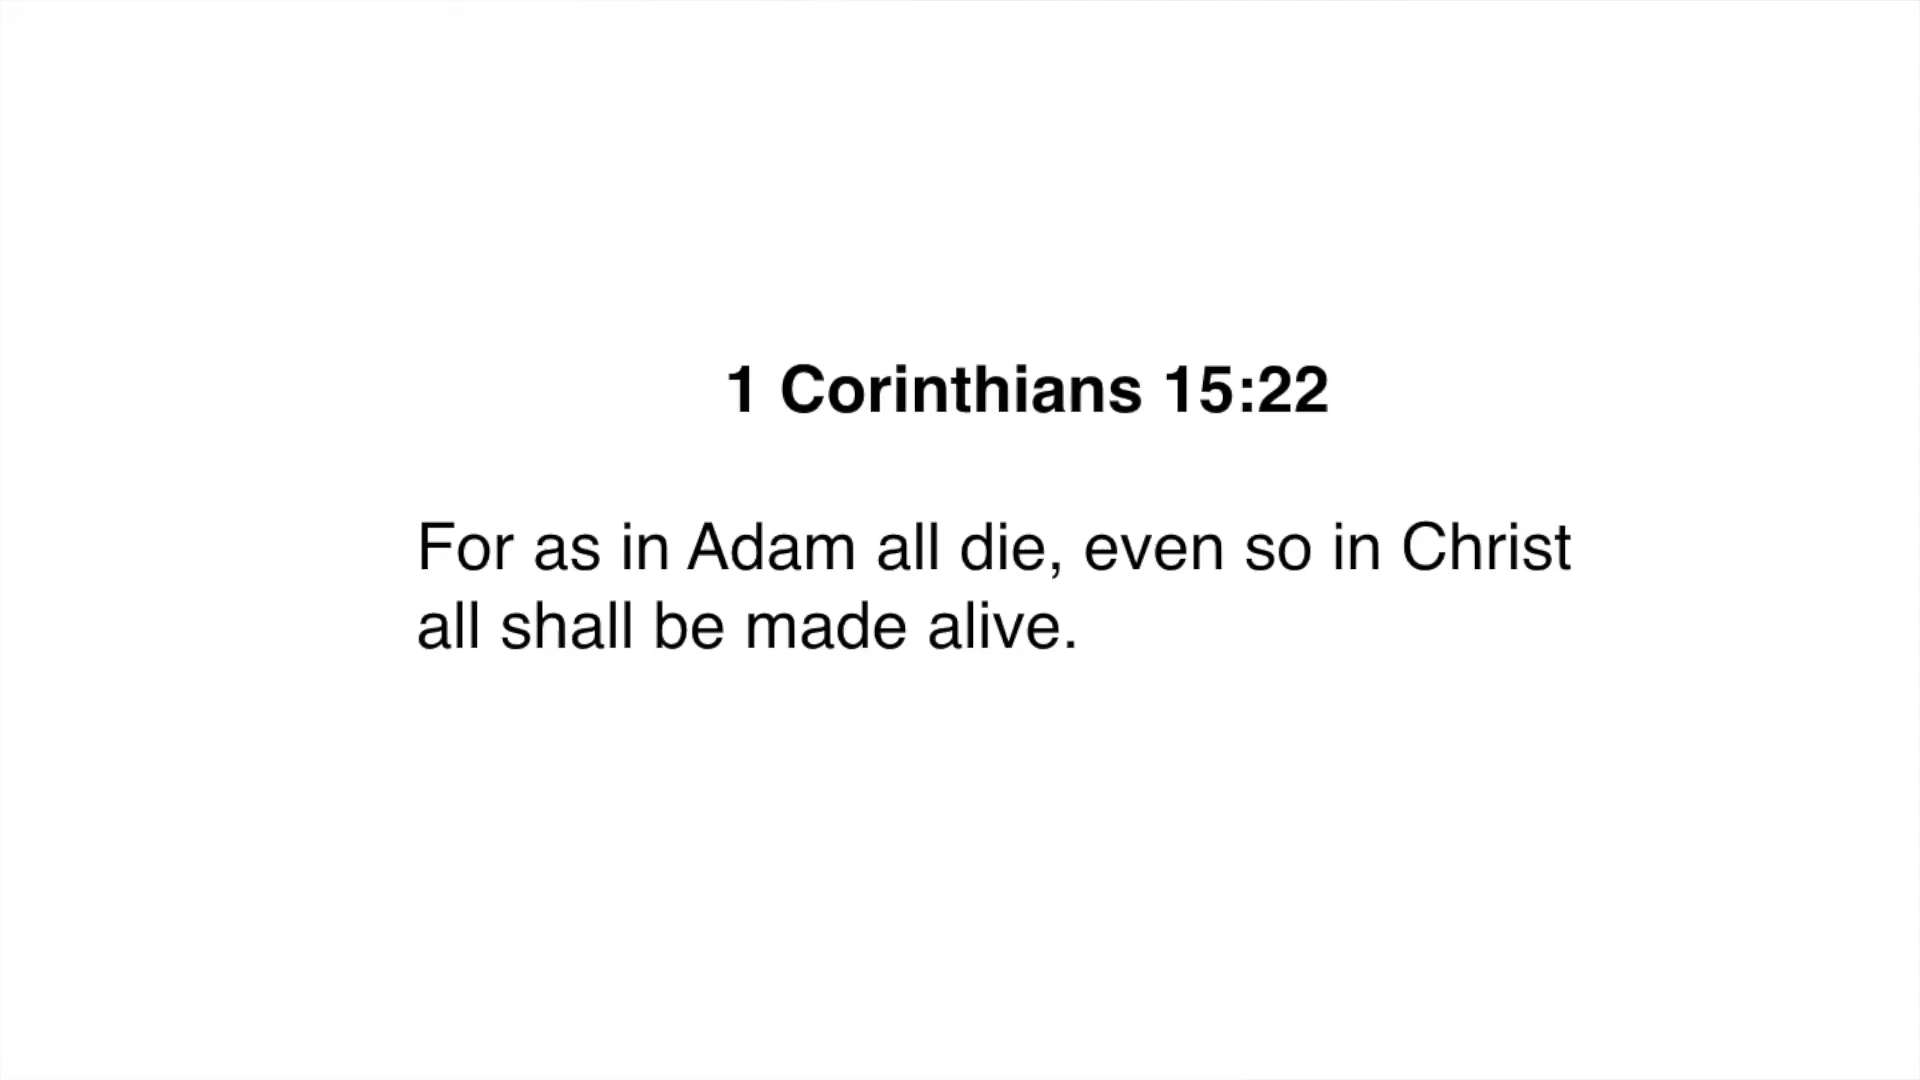 1 Corinthians 15:22
For as in Adam all die, even so in Christ
all shall be made alive.